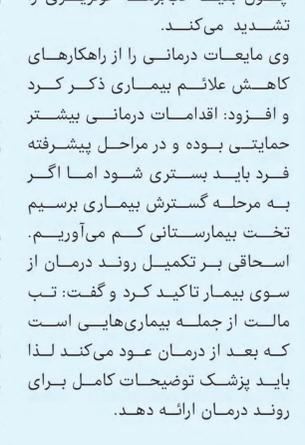 تشدید می‌کند.
وی مایعات درمانی را از راهکارهای
کاهش علائم بیماری ذکر کرد
و افزود: اقدامات درمانی بیشتر
حمایتی بوده و در مراحل پیشرفته
فرد باید بستری شود اما اگر
به مرحله گسترش بیماری برسیم
تخت بیمارستانی کم می‌آوریم.
اسحاقی بر تکمیل روند درمان از
سوی بیمار تاکید کرد و گفت: تب
مالت از جمله بیماری‌هایی است
که بعد از درمان عود می‌کند لذا
باید پزشک توضیحات کامل برای
روند درمان ارائه دهد.